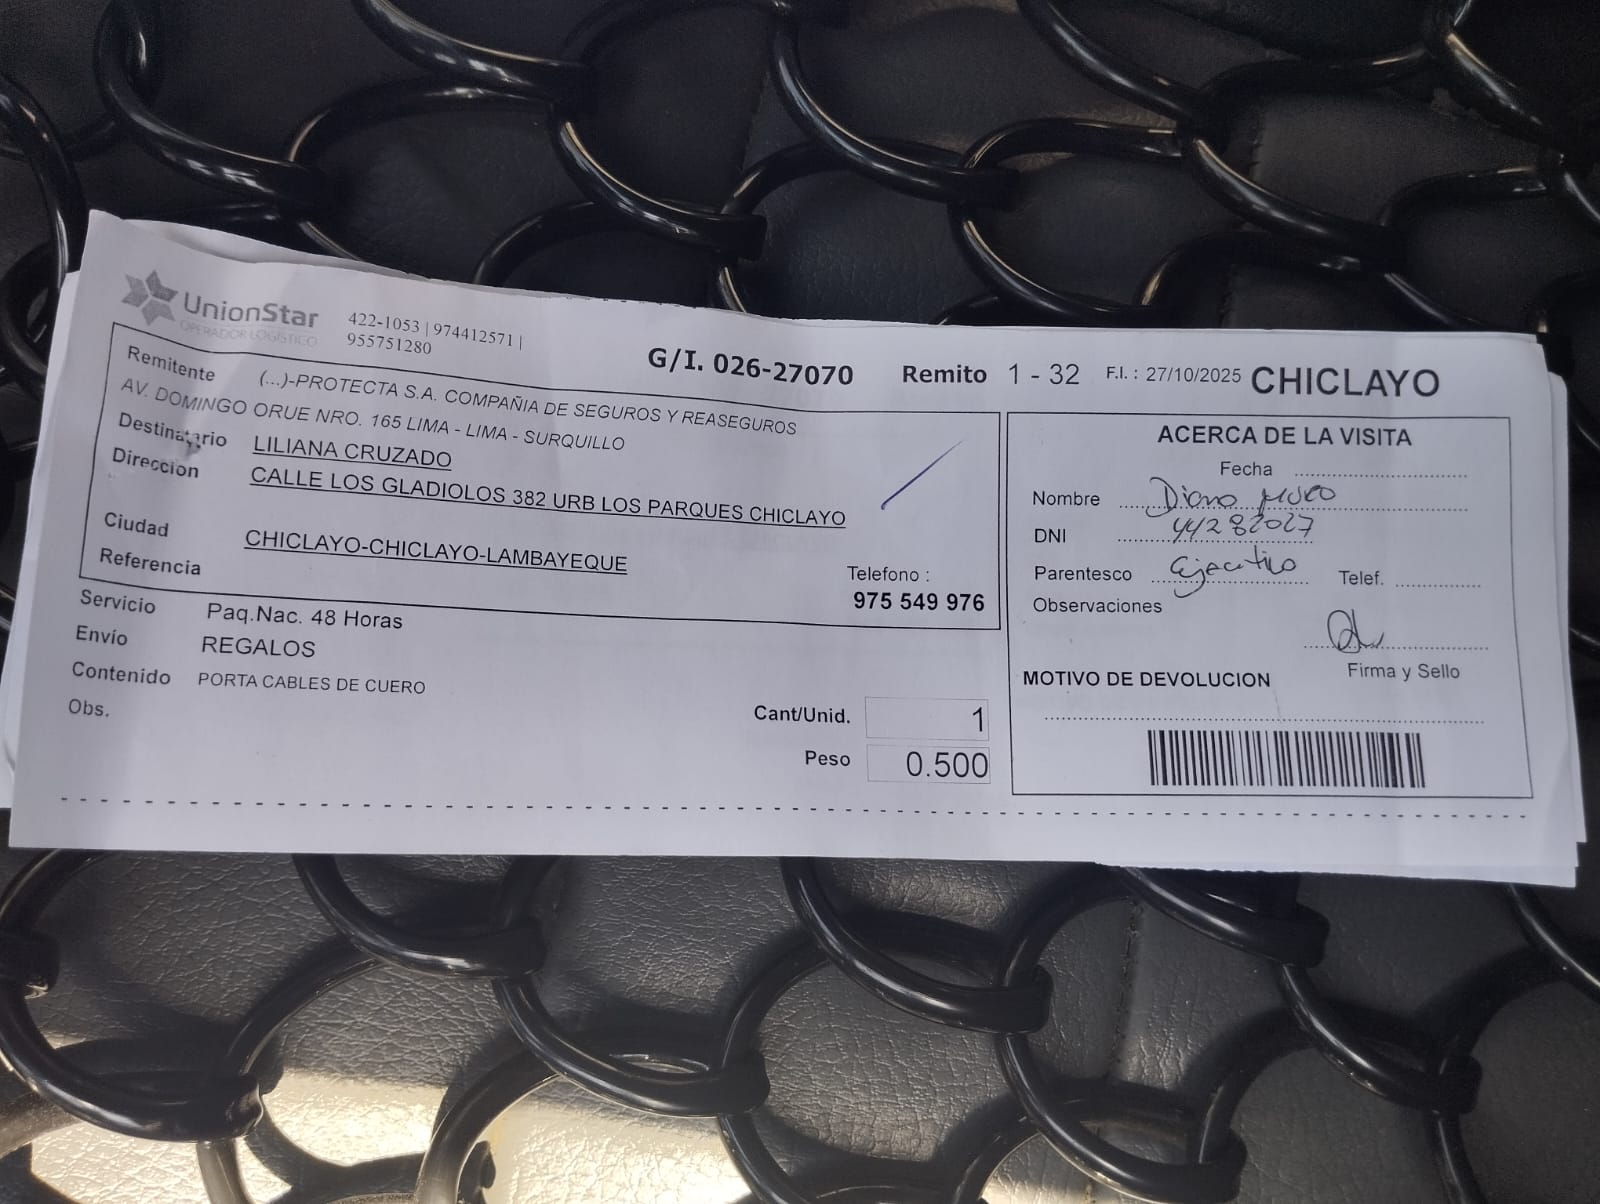 UnionStar
OPERADOR LOGISTICO
422-1053 | 974412571 |
955751280
G/I. 026-27070
Remito 1 - 32
F.I. : 27/10/2025
CHICLAYO
Remitente (...)-PROTECTA S.A. COMPAÑIA DE SEGUROS Y REASEGUROS
AV. DOMINGO ORUE NRO. 165 LIMA - LIMA - SURQUILLO
Destinatario LILIANA CRUZADO
Direccion CALLE LOS GLADIOLOS 382 URB LOS PARQUES CHICLAYO
Ciudad CHICLAYO-CHICLAYO-LAMBAYEQUE
Referencia
Telefono :
975 549 976
Servicio Paq.Nac. 48 Horas
Envío REGALOS
Contenido PORTA CABLES DE CUERO
Obs.
Cant/Unid. 1
Peso 0.500
ACERCA DE LA VISITA
Fecha
Nombre Diana Muro
DNI 44282027
Parentesco Ejecutivo Telef.
Observaciones
Firma y Sello
MOTIVO DE DEVOLUCION